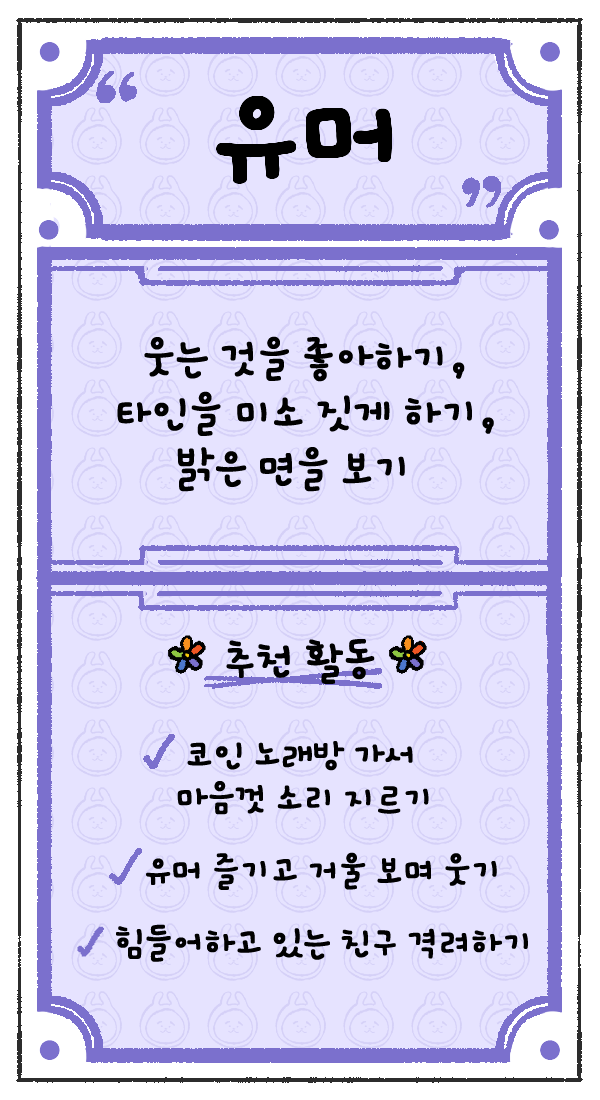 “
유머
”
웃는 것을 좋아하기,
타인을 미소 짓게 하기,
밝은 면을 보기
추천 활동
코인 노래방 가서
마음껏 소리 지르기
유머 즐기고 거울 보며 웃기
힘들어하고 있는 친구 격려하기